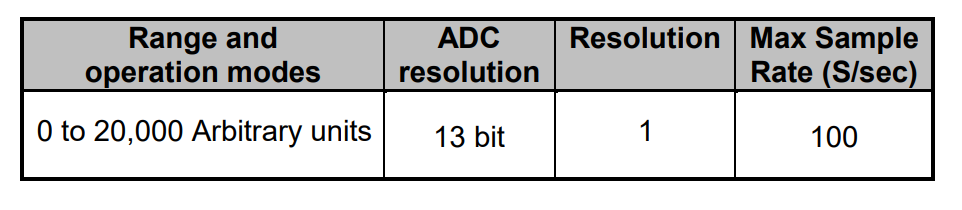 Range and
operation modes
ADC
resolution
Resolution
Max Sample
Rate (S/sec)
0 to 20,000 Arbitrary units
13 bit
1
100